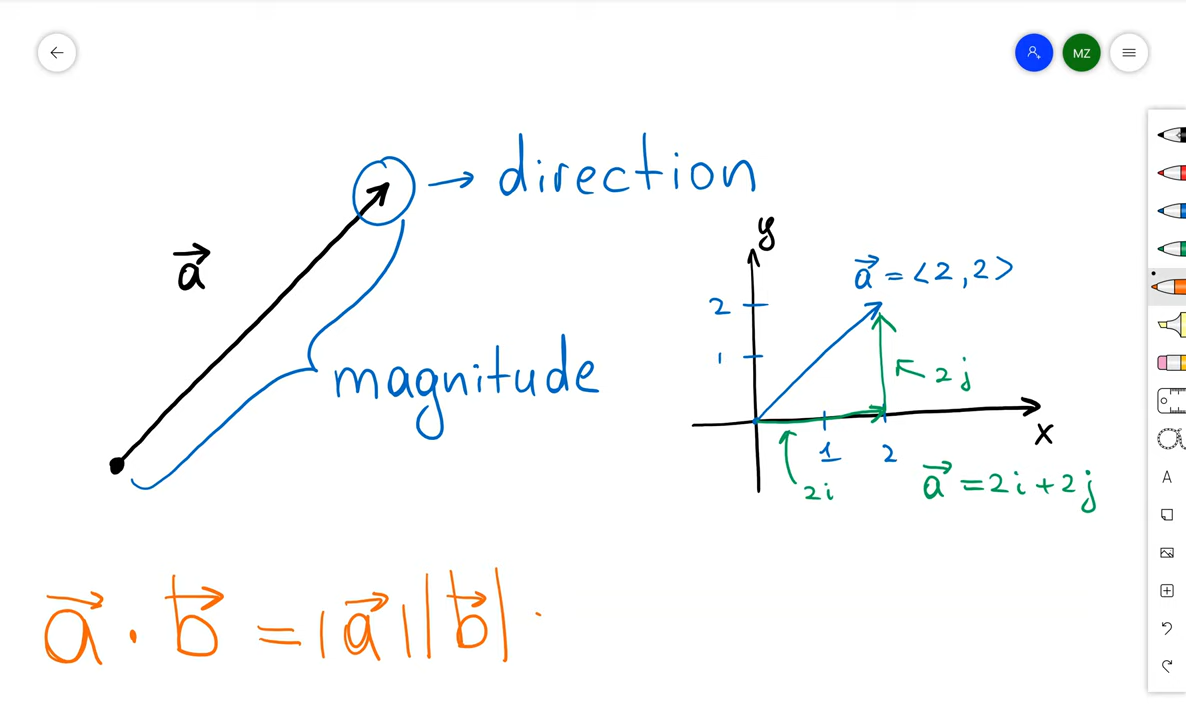 MZ
→ direction
a⃗
magnitude
y
a⃗ = <2,2>
2
1
2j
x
1 2
2i
a⃗ = 2i + 2j
a⃗ · b⃗ = |a⃗| |b⃗| ·
A